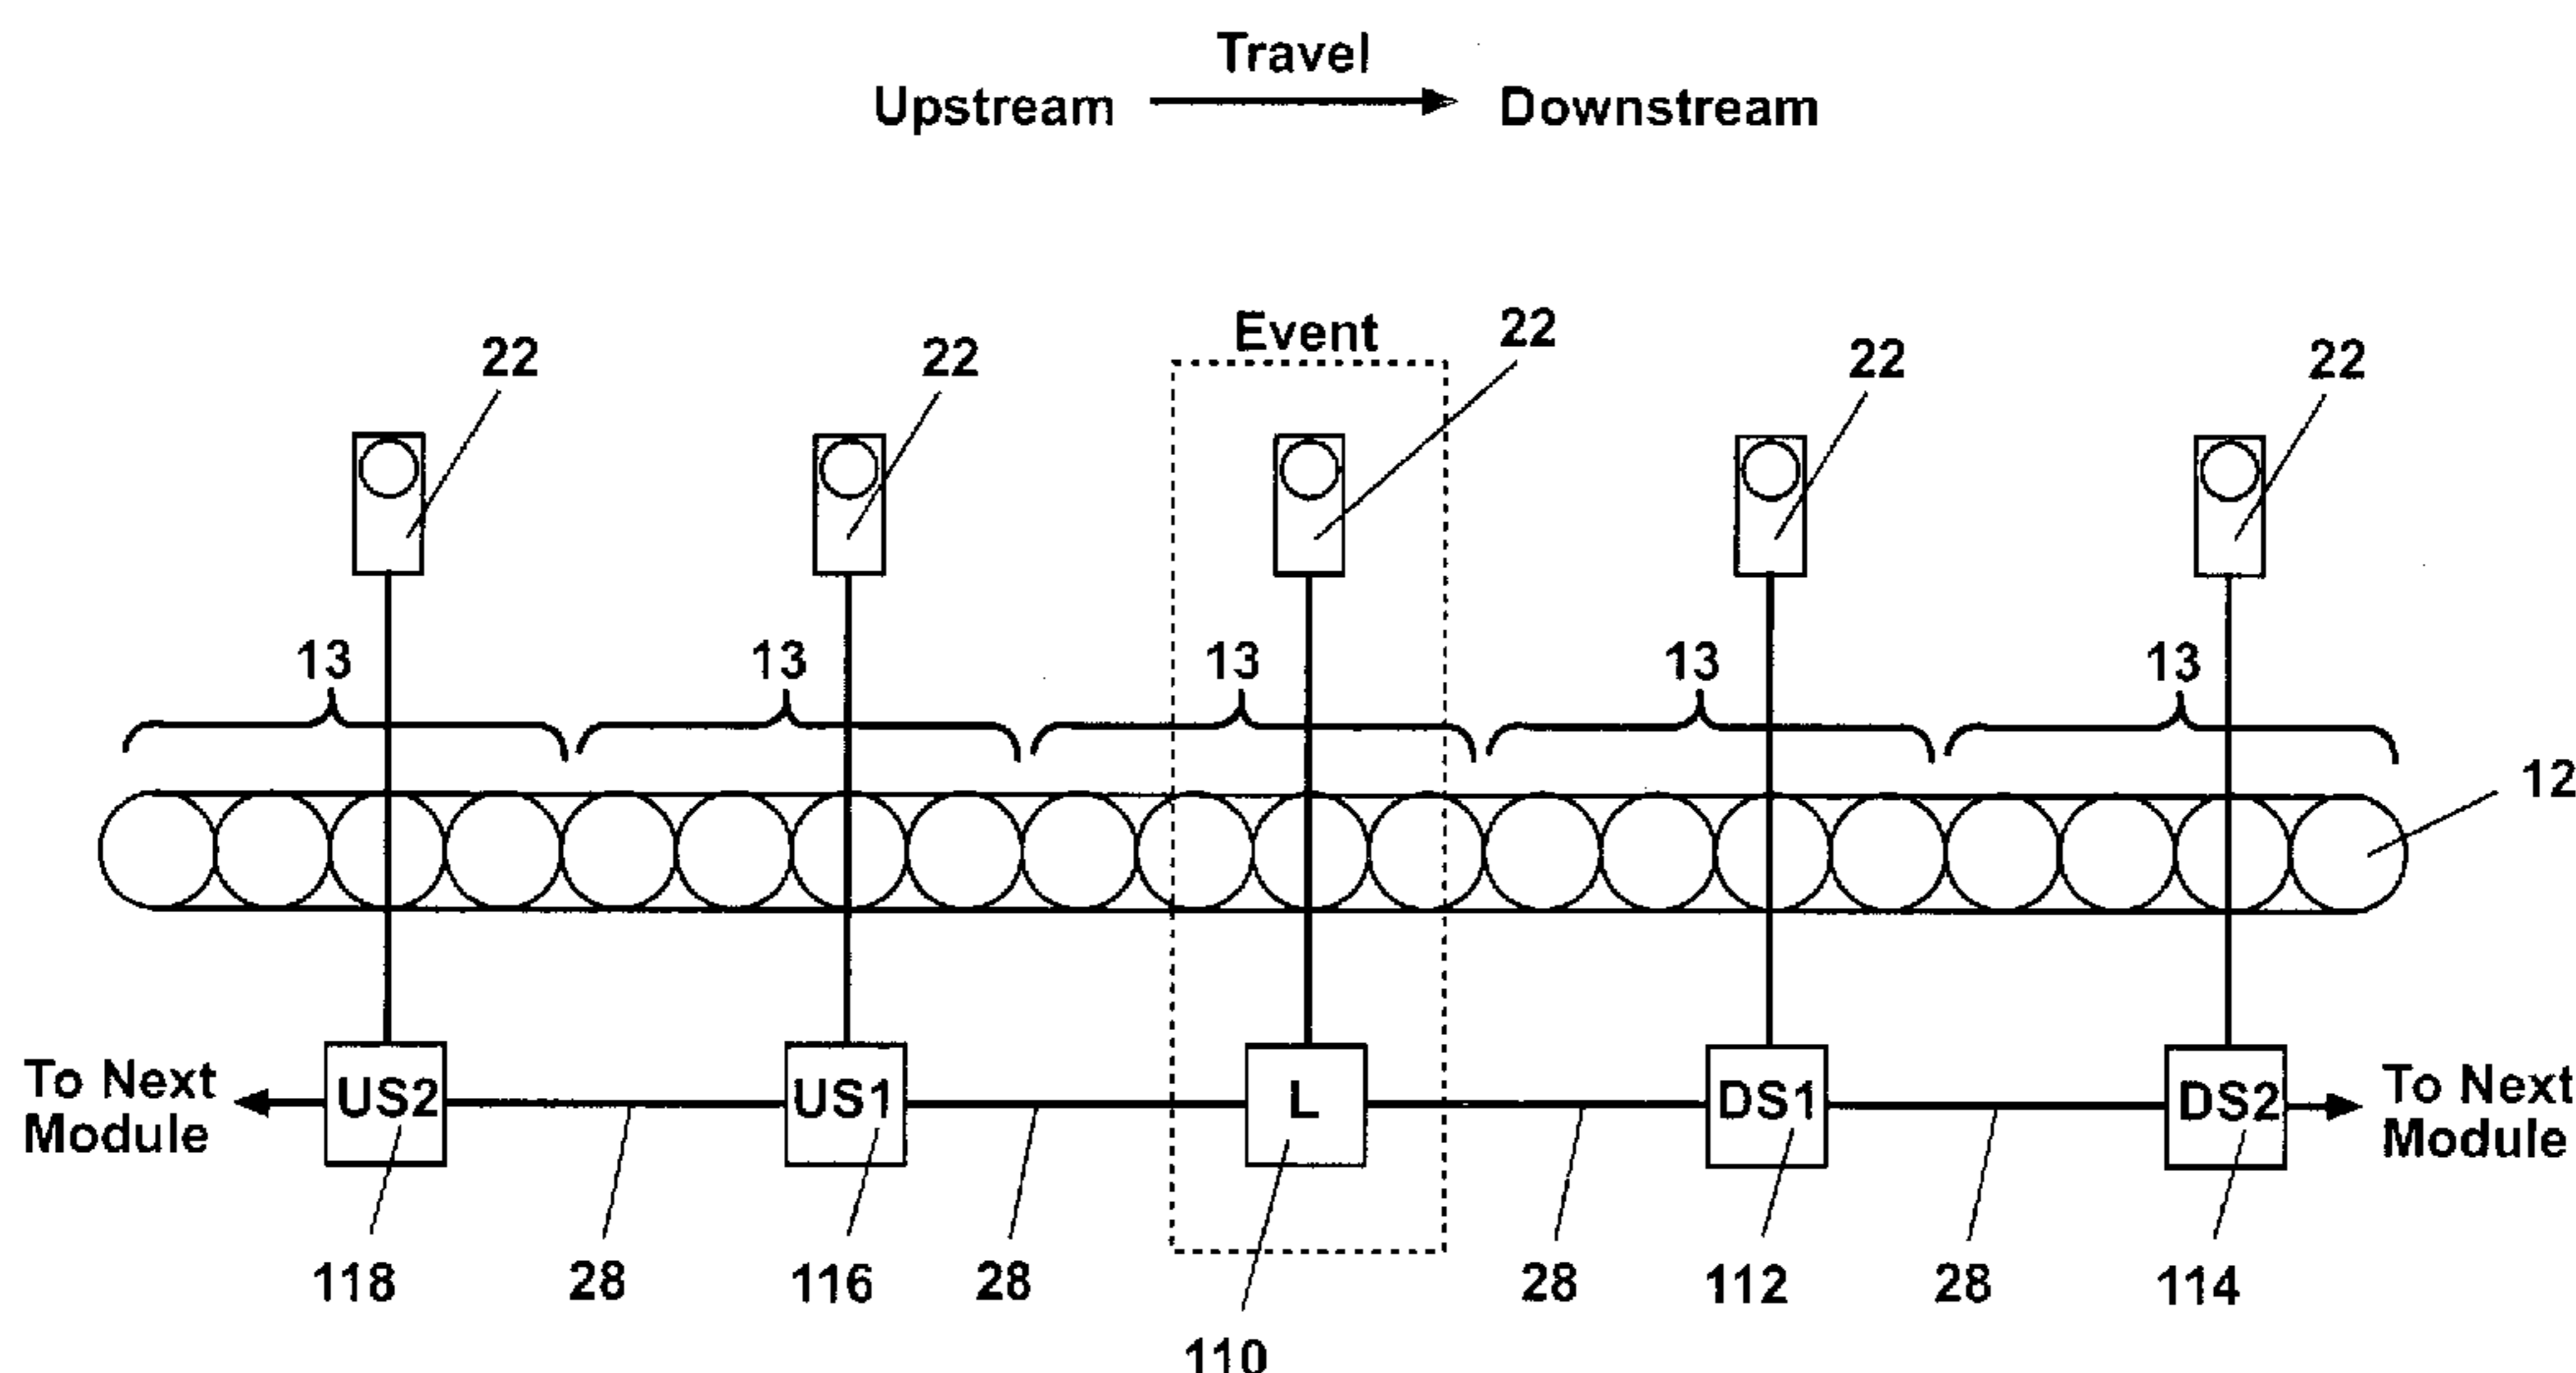 Travel
Upstream Downstream
Event
22 22 22 22 22
13 13 13 13 13
12
To Next
Module
US2 US1 L DS1 DS2
To Next
Module
118 28 116 28 28 112 28 114
110